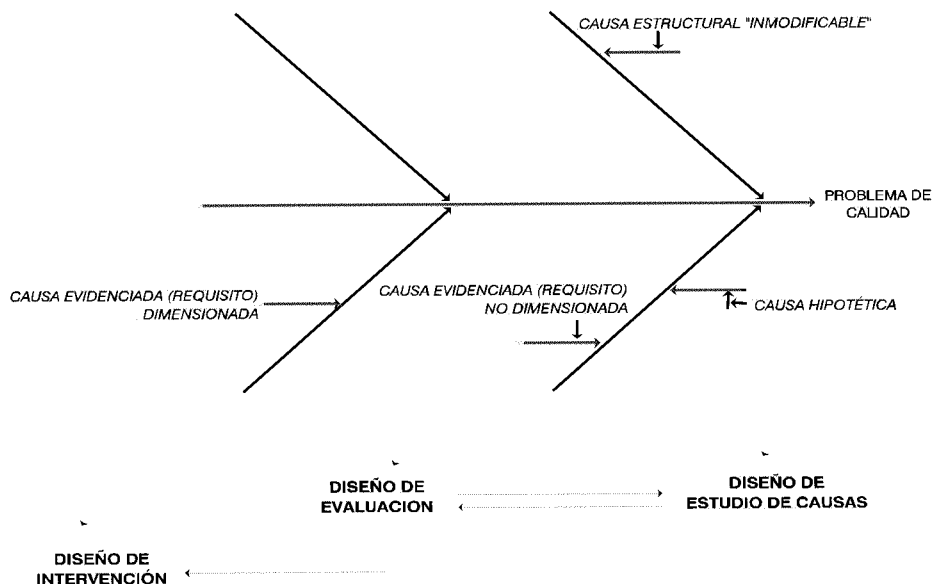 CAUSA ESTRUCTURAL "INMODIFICABLE"
PROBLEMA DE
CALIDAD
CAUSA EVIDENCIADA (REQUISITO)
DIMENSIONADA
CAUSA EVIDENCIADA (REQUISITO)
NO DIMENSIONADA
CAUSA HIPOTÉTICA
DISEÑO DE
EVALUACION
DISEÑO DE
ESTUDIO DE CAUSAS
DISEÑO DE
INTERVENCIÓN